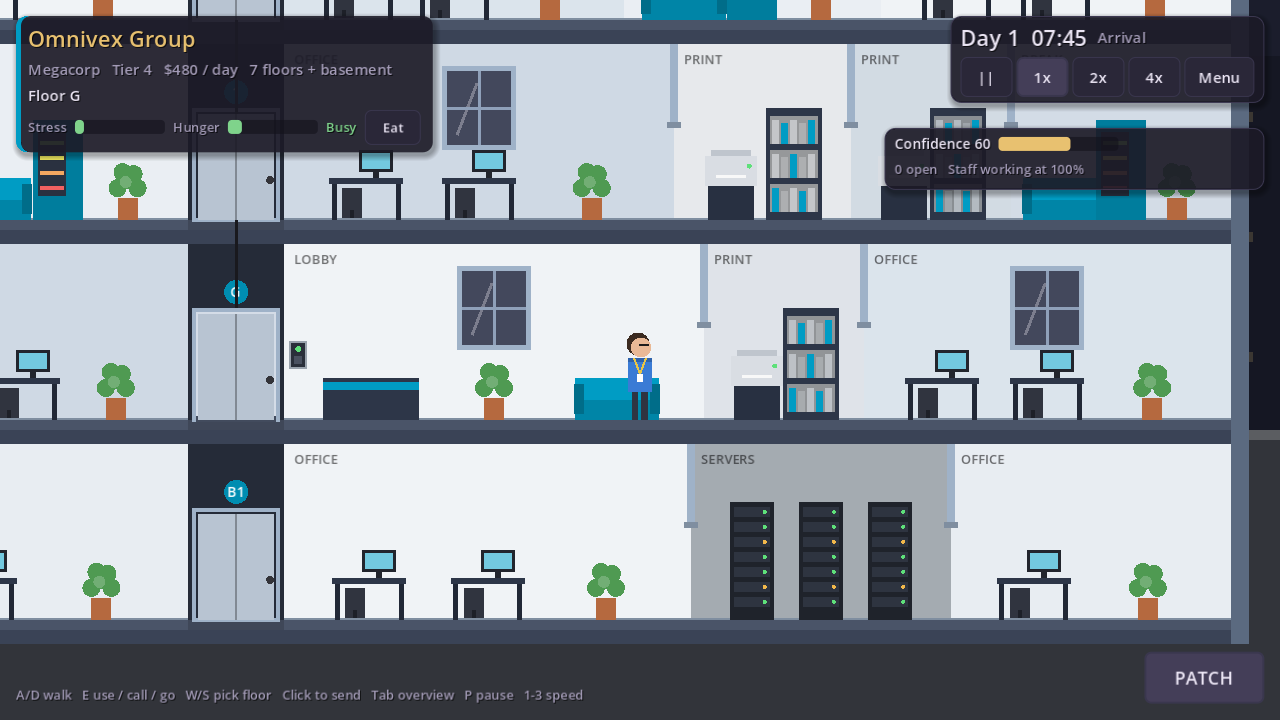 Omnivex Group
Megacorp Tier 4 $480 / day 7 floors + basement
Floor G
Stress Hunger Busy Eat
Day 1 07:45 Arrival
|| 1x 2x 4x Menu
Confidence 60
0 open Staff working at 100%
OFFICE
PRINT
PRINT
G
LOBBY
PRINT
OFFICE
B1
OFFICE
SERVERS
OFFICE
PATCH
A/D walk E use / call / go W/S pick floor Click to send Tab overview P pause 1-3 speed